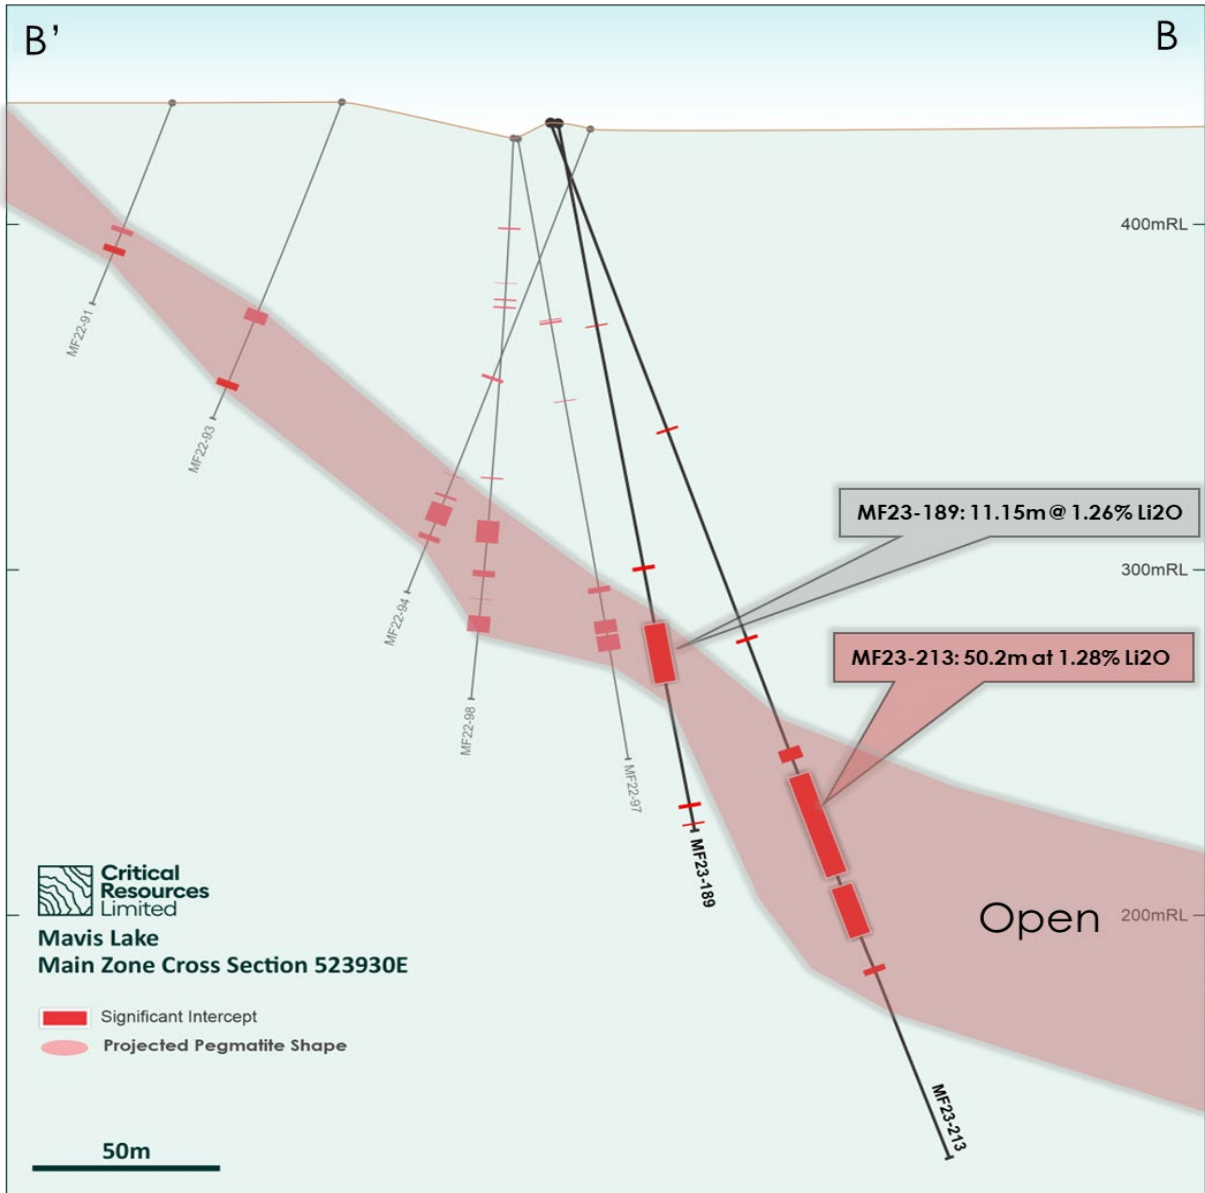 B’
B
400mRL
MF22-91
MF22-93
MF23-189: 11.15m @ 1.26% Li2O
300mRL
MF22-94
MF23-213: 50.2m at 1.28% Li2O
MF22-98
MF22-97
MF23-189
Critical
Resources
Limited
Open
200mRL
Mavis Lake
Main Zone Cross Section 523930E
Significant Intercept
Projected Pegmatite Shape
MF23-213
50m